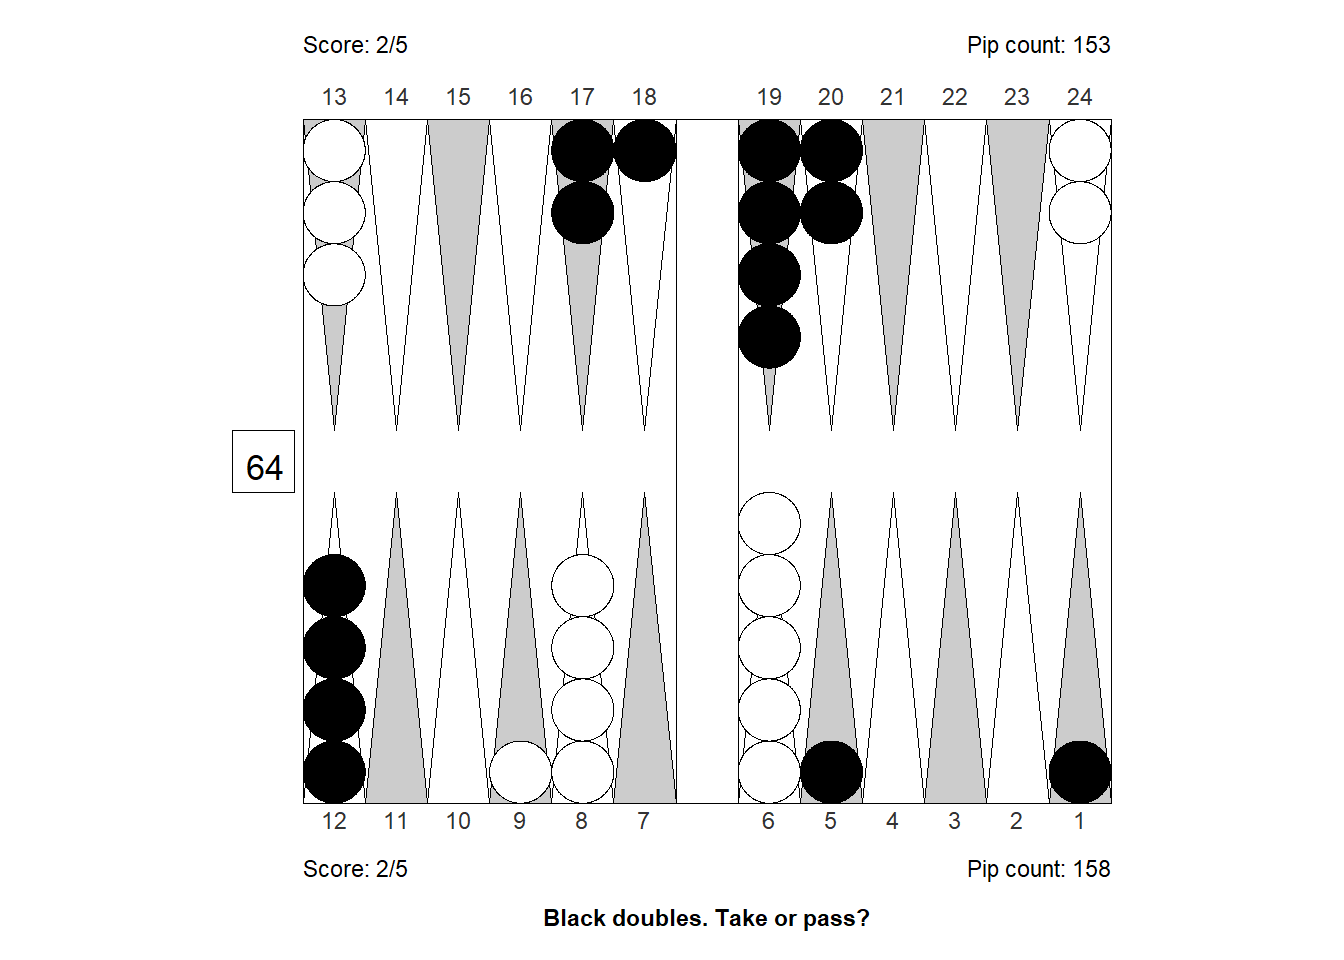 Score: 2/5 Pip count: 153
13 14 15 16 17 18 19 20 21 22 23 24
64
12 11 10 9 8 7 6 5 4 3 2 1
Score: 2/5 Pip count: 158
Black doubles. Take or pass?